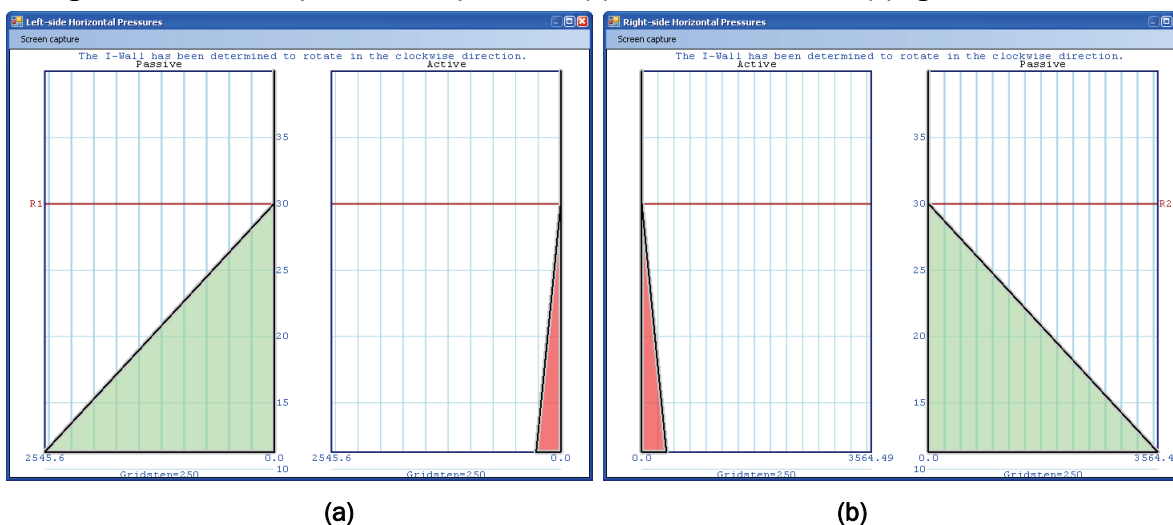 Left-side Horizontal Pressures
Screen capture
The I-Wall has been determined to rotate in the clockwise direction.
Passive
Active
35
R1
30
25
20
15
2545.6
0.0
2545.6
0.0
10
Gridstep=250
Gridstep=250
(a)
Right-side Horizontal Pressures
Screen capture
The I-Wall has been determined to rotate in the clockwise direction.
Active
Passive
35
30
R2
25
20
15
0.0
3564.49
0.0
3564.4
10
Gridstep=250
Gridstep=250
(b)